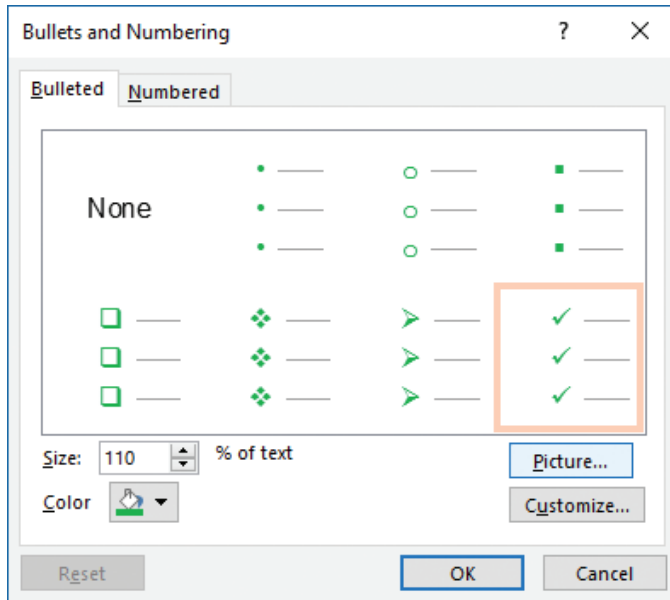 Bullets and Numbering
Bulleted
Numbered
None
Size: 110 % of text
Picture...
Color
Customize...
Reset
OK
Cancel